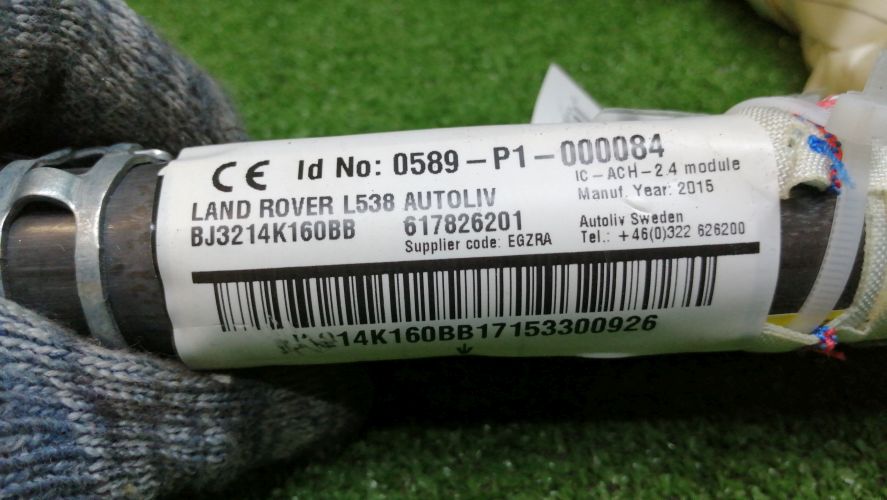 CE Id No: 0589-P1-000084
IC-ACH-2.4 module
LAND ROVER L538 AUTOLIV
Manuf. Year: 2015
BJ3214K160BB 617826201
Autoliv Sweden
Supplier code: EGZRA
Tel.: +46(0)322 626200
14K160BB17153300926